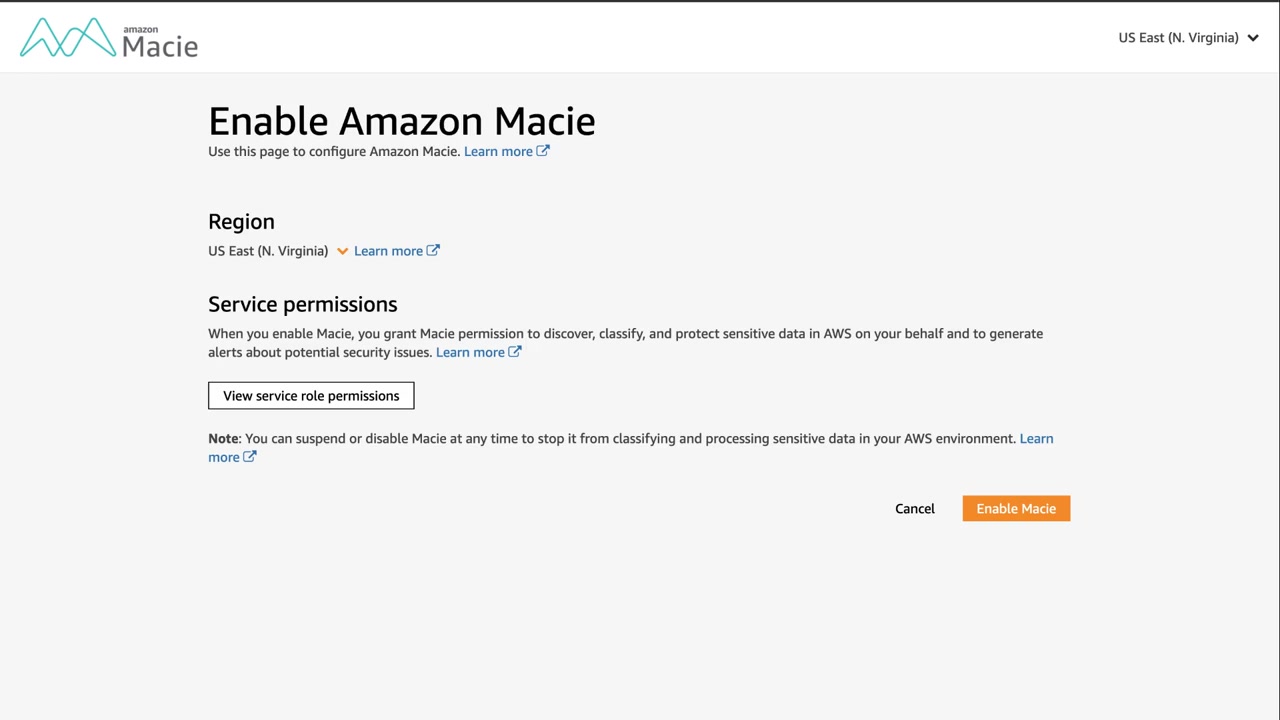 amazon
Macie
US East (N. Virginia)
Enable Amazon Macie
Use this page to configure Amazon Macie. Learn more
Region
US East (N. Virginia) Learn more
Service permissions
When you enable Macie, you grant Macie permission to discover, classify, and protect sensitive data in AWS on your behalf and to generate
alerts about potential security issues. Learn more
View service role permissions
Note: You can suspend or disable Macie at any time to stop it from classifying and processing sensitive data in your AWS environment. Learn
more
Cancel Enable Macie